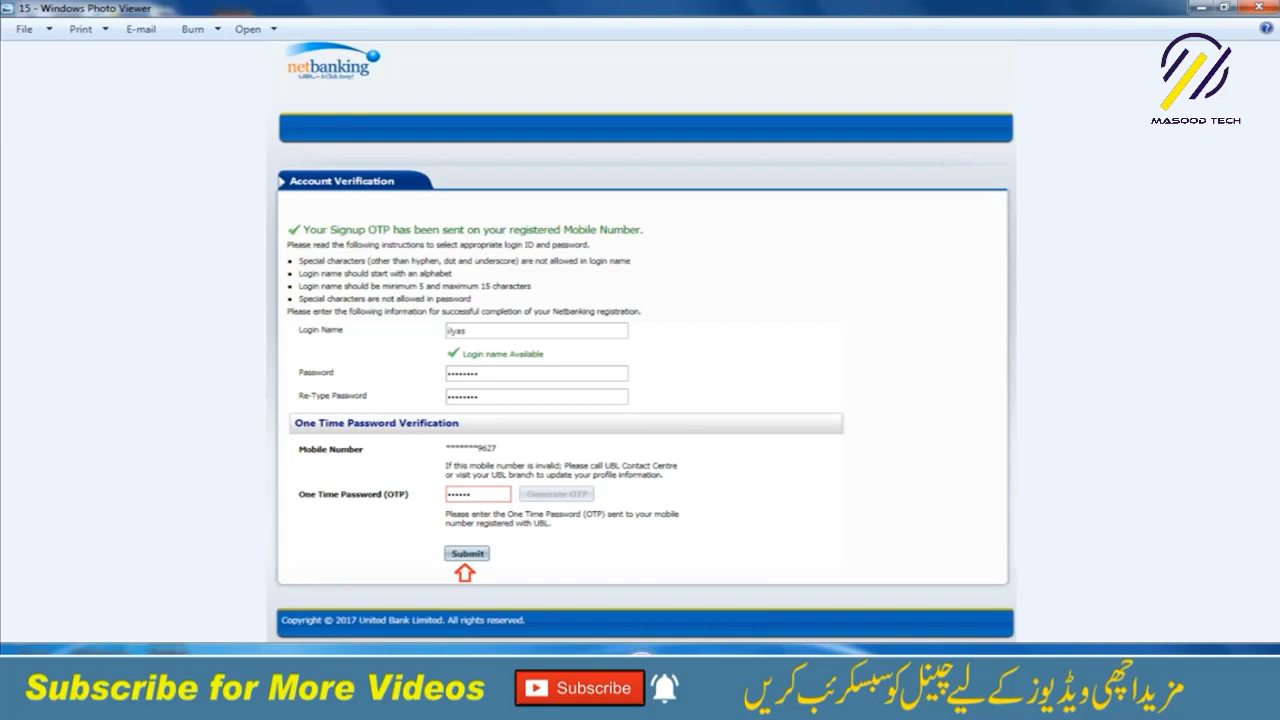 15 - Windows Photo Viewer
File Print E-mail Burn Open
netbanking
UBL - A Click Away!
MASOOD TECH
Account Verification
Your Signup OTP has been sent on your registered Mobile Number.
Please read the following instructions to select appropriate login ID and password.
Special characters (other than hyphen, dot and underscore) are not allowed in login name
Login name should start with an alphabet
Login name should be minimum 5 and maximum 15 characters
Special characters are not allowed in password
Please enter the following information for successful completion of your Netbanking registration.
Login Name ilyas
Login name Available
Password ••••••••
Re-Type Password ••••••••
One Time Password Verification
Mobile Number *******9627
If this mobile number is invalid; Please call UBL Contact Centre
or visit your UBL branch to update your profile information.
One Time Password (OTP) •••••• Generate OTP
Please enter the One Time Password (OTP) sent to your mobile
number registered with UBL.
Submit
Copyright © 2017 United Bank Limited. All rights reserved.
Subscribe for More Videos Subscribe مزید اچھی ویڈیوز کے لیے چینل کو سبسکرائب کریں